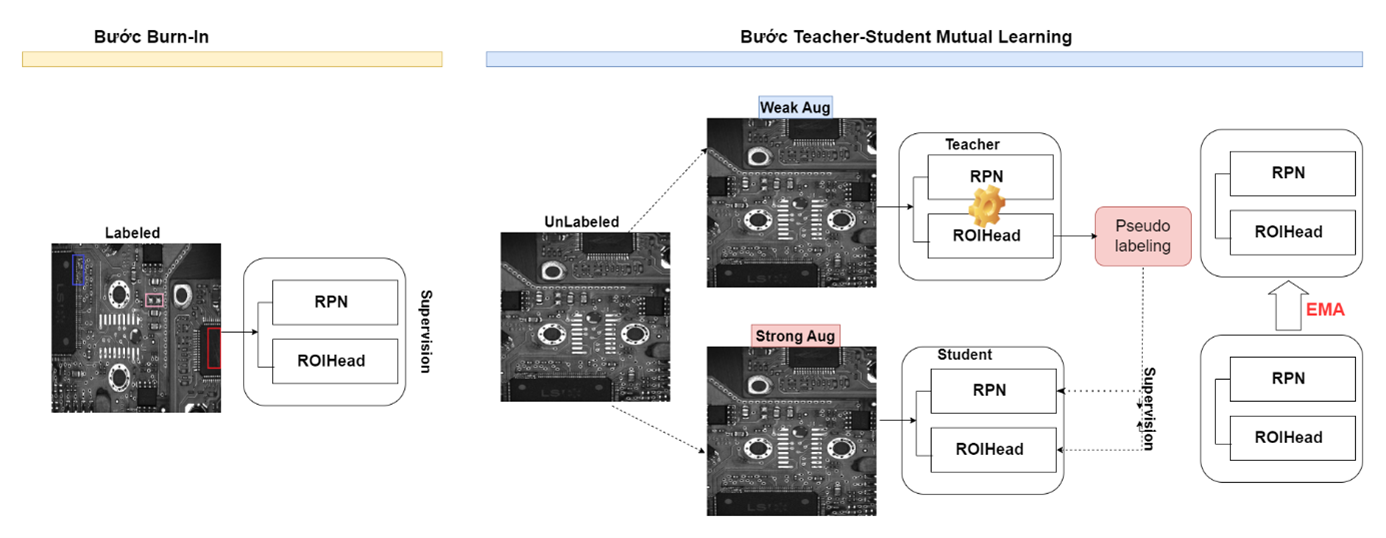 Bước Burn-In
Bước Teacher-Student Mutual Learning
Labeled
RPN
ROIHead
Supervision
UnLabeled
Weak Aug
Teacher
RPN
ROIHead
Pseudo
labeling
Strong Aug
Student
RPN
ROIHead
Supervision
RPN
ROIHead
EMA
RPN
ROIHead